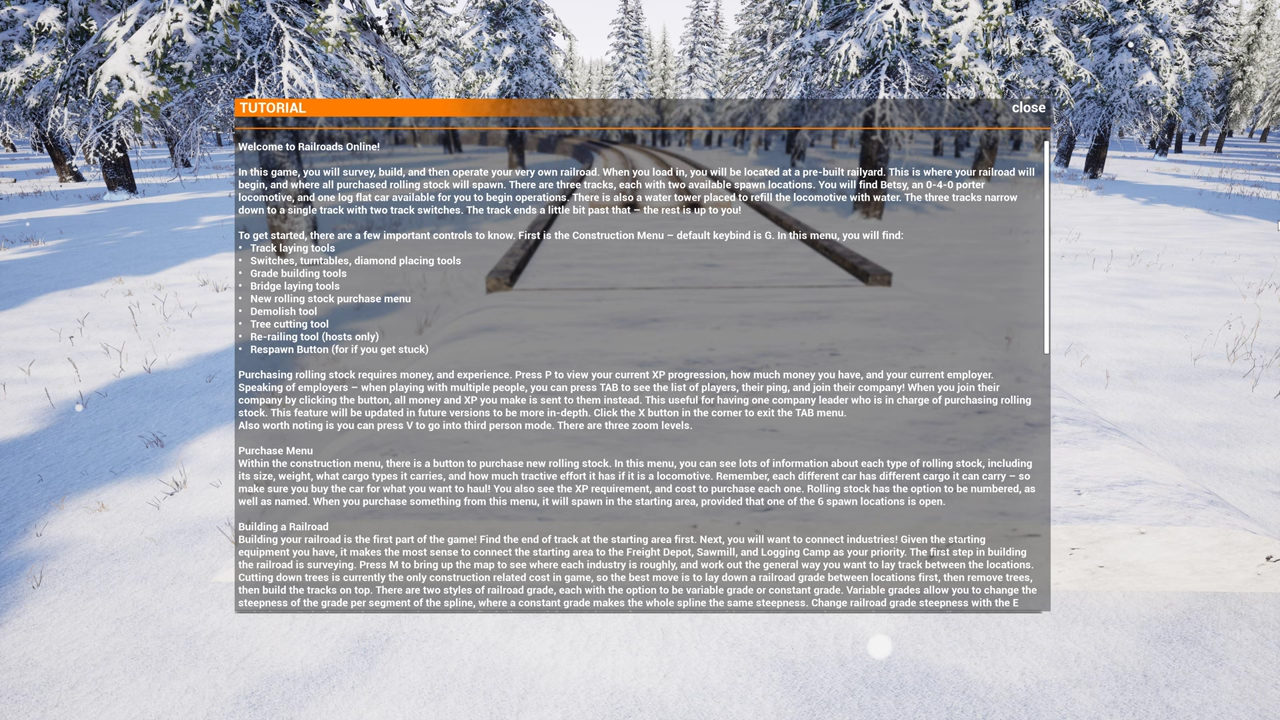 TUTORIAL
close
Welcome to Railroads Online!
In this game, you will survey, build, and then operate your very own railroad. When you load in, you will be located at a pre-built railyard. This is where your railroad will
begin, and where all purchased rolling stock will spawn. There are three tracks, each with two available spawn locations. You will find Betsy, an 0-4-0 porter
locomotive, and one log flat car available for you to begin operations. There is also a water tower placed to refill the locomotive with water. The three tracks narrow
down to a single track with two track switches. The track ends a little bit past that – the rest is up to you!
To get started, there are a few important controls to know. First is the Construction Menu – default keybind is G. In this menu, you will find:
• Track laying tools
• Switches, turntables, diamond placing tools
• Grade building tools
• Bridge laying tools
• New rolling stock purchase menu
• Demolish tool
• Tree cutting tool
• Re-railing tool (hosts only)
• Respawn Button (for if you get stuck)
Purchasing rolling stock requires money, and experience. Press P to view your current XP progression, how much money you have, and your current employer.
Speaking of employers – when playing with multiple people, you can press TAB to see the list of players, their ping, and join their company! When you join their
company by clicking the button, all money and XP you make is sent to them instead. This useful for having one company leader who is in charge of purchasing rolling
stock. This feature will be updated in future versions to be more in-depth. Click the X button in the corner to exit the TAB menu.
Also worth noting is you can press V to go into third person mode. There are three zoom levels.
Purchase Menu
Within the construction menu, there is a button to purchase new rolling stock. In this menu, you can see lots of information about each type of rolling stock, including
its size, weight, what cargo types it carries, and how much tractive effort it has if it is a locomotive. Remember, each different car has different cargo it can carry – so
make sure you buy the car for what you want to haul! You also see the XP requirement, and cost to purchase each one. Rolling stock has the option to be numbered, as
well as named. When you purchase something from this menu, it will spawn in the starting area, provided that one of the 6 spawn locations is open.
Building a Railroad
Building your railroad is the first part of the game! Find the end of track at the starting area first. Next, you will want to connect industries! Given the starting
equipment you have, it makes the most sense to connect the starting area to the Freight Depot, Sawmill, and Logging Camp as your priority. The first step in building
the railroad is surveying. Press M to bring up the map to see where each industry is roughly, and work out the general way you want to lay track between the locations.
Cutting down trees is currently the only construction related cost in game, so the best move is to lay down a railroad grade between locations first, then remove trees,
then build the tracks on top. There are two styles of railroad grade, each with the option to be variable grade or constant grade. Variable grades allow you to change the
steepness of the grade per segment of the spline, where a constant grade makes the whole spline the same steepness. Change railroad grade steepness with the E